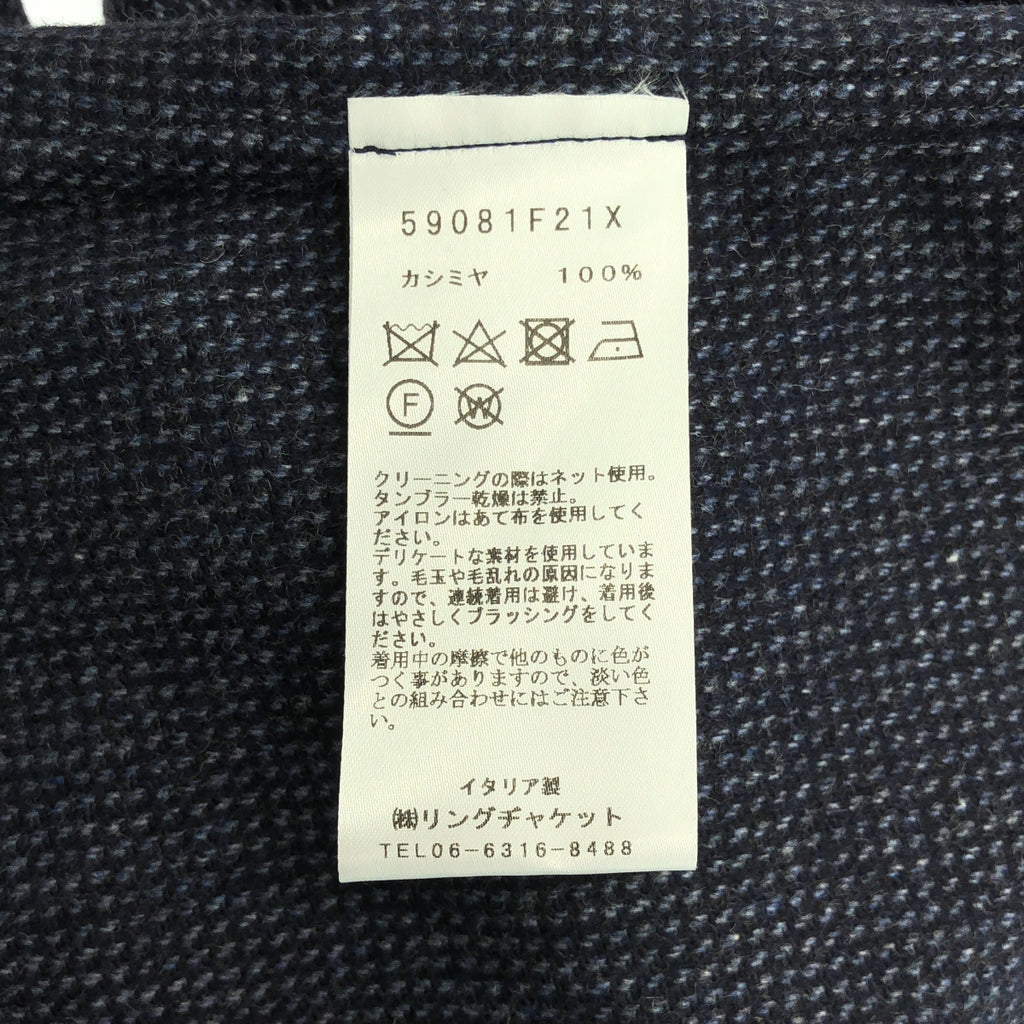 59081F21X
カシミヤ 100%
F
W
クリーニングの際はネット使用。
タンブラー乾燥は禁止。
アイロンはあて布を使用してく
ださい。
デリケートな素材を使用していま
す。毛玉や毛乱れの原因になりま
すので、連続着用は避け、着用後
はやさしくブラッシングをしてく
ださい。
着用中の摩擦で他のものに色が
つく事がありますので、淡い色
との組み合わせにはご注意下さ
い。
イタリア製
㈱リングヂャケット
TEL06-6316-8488